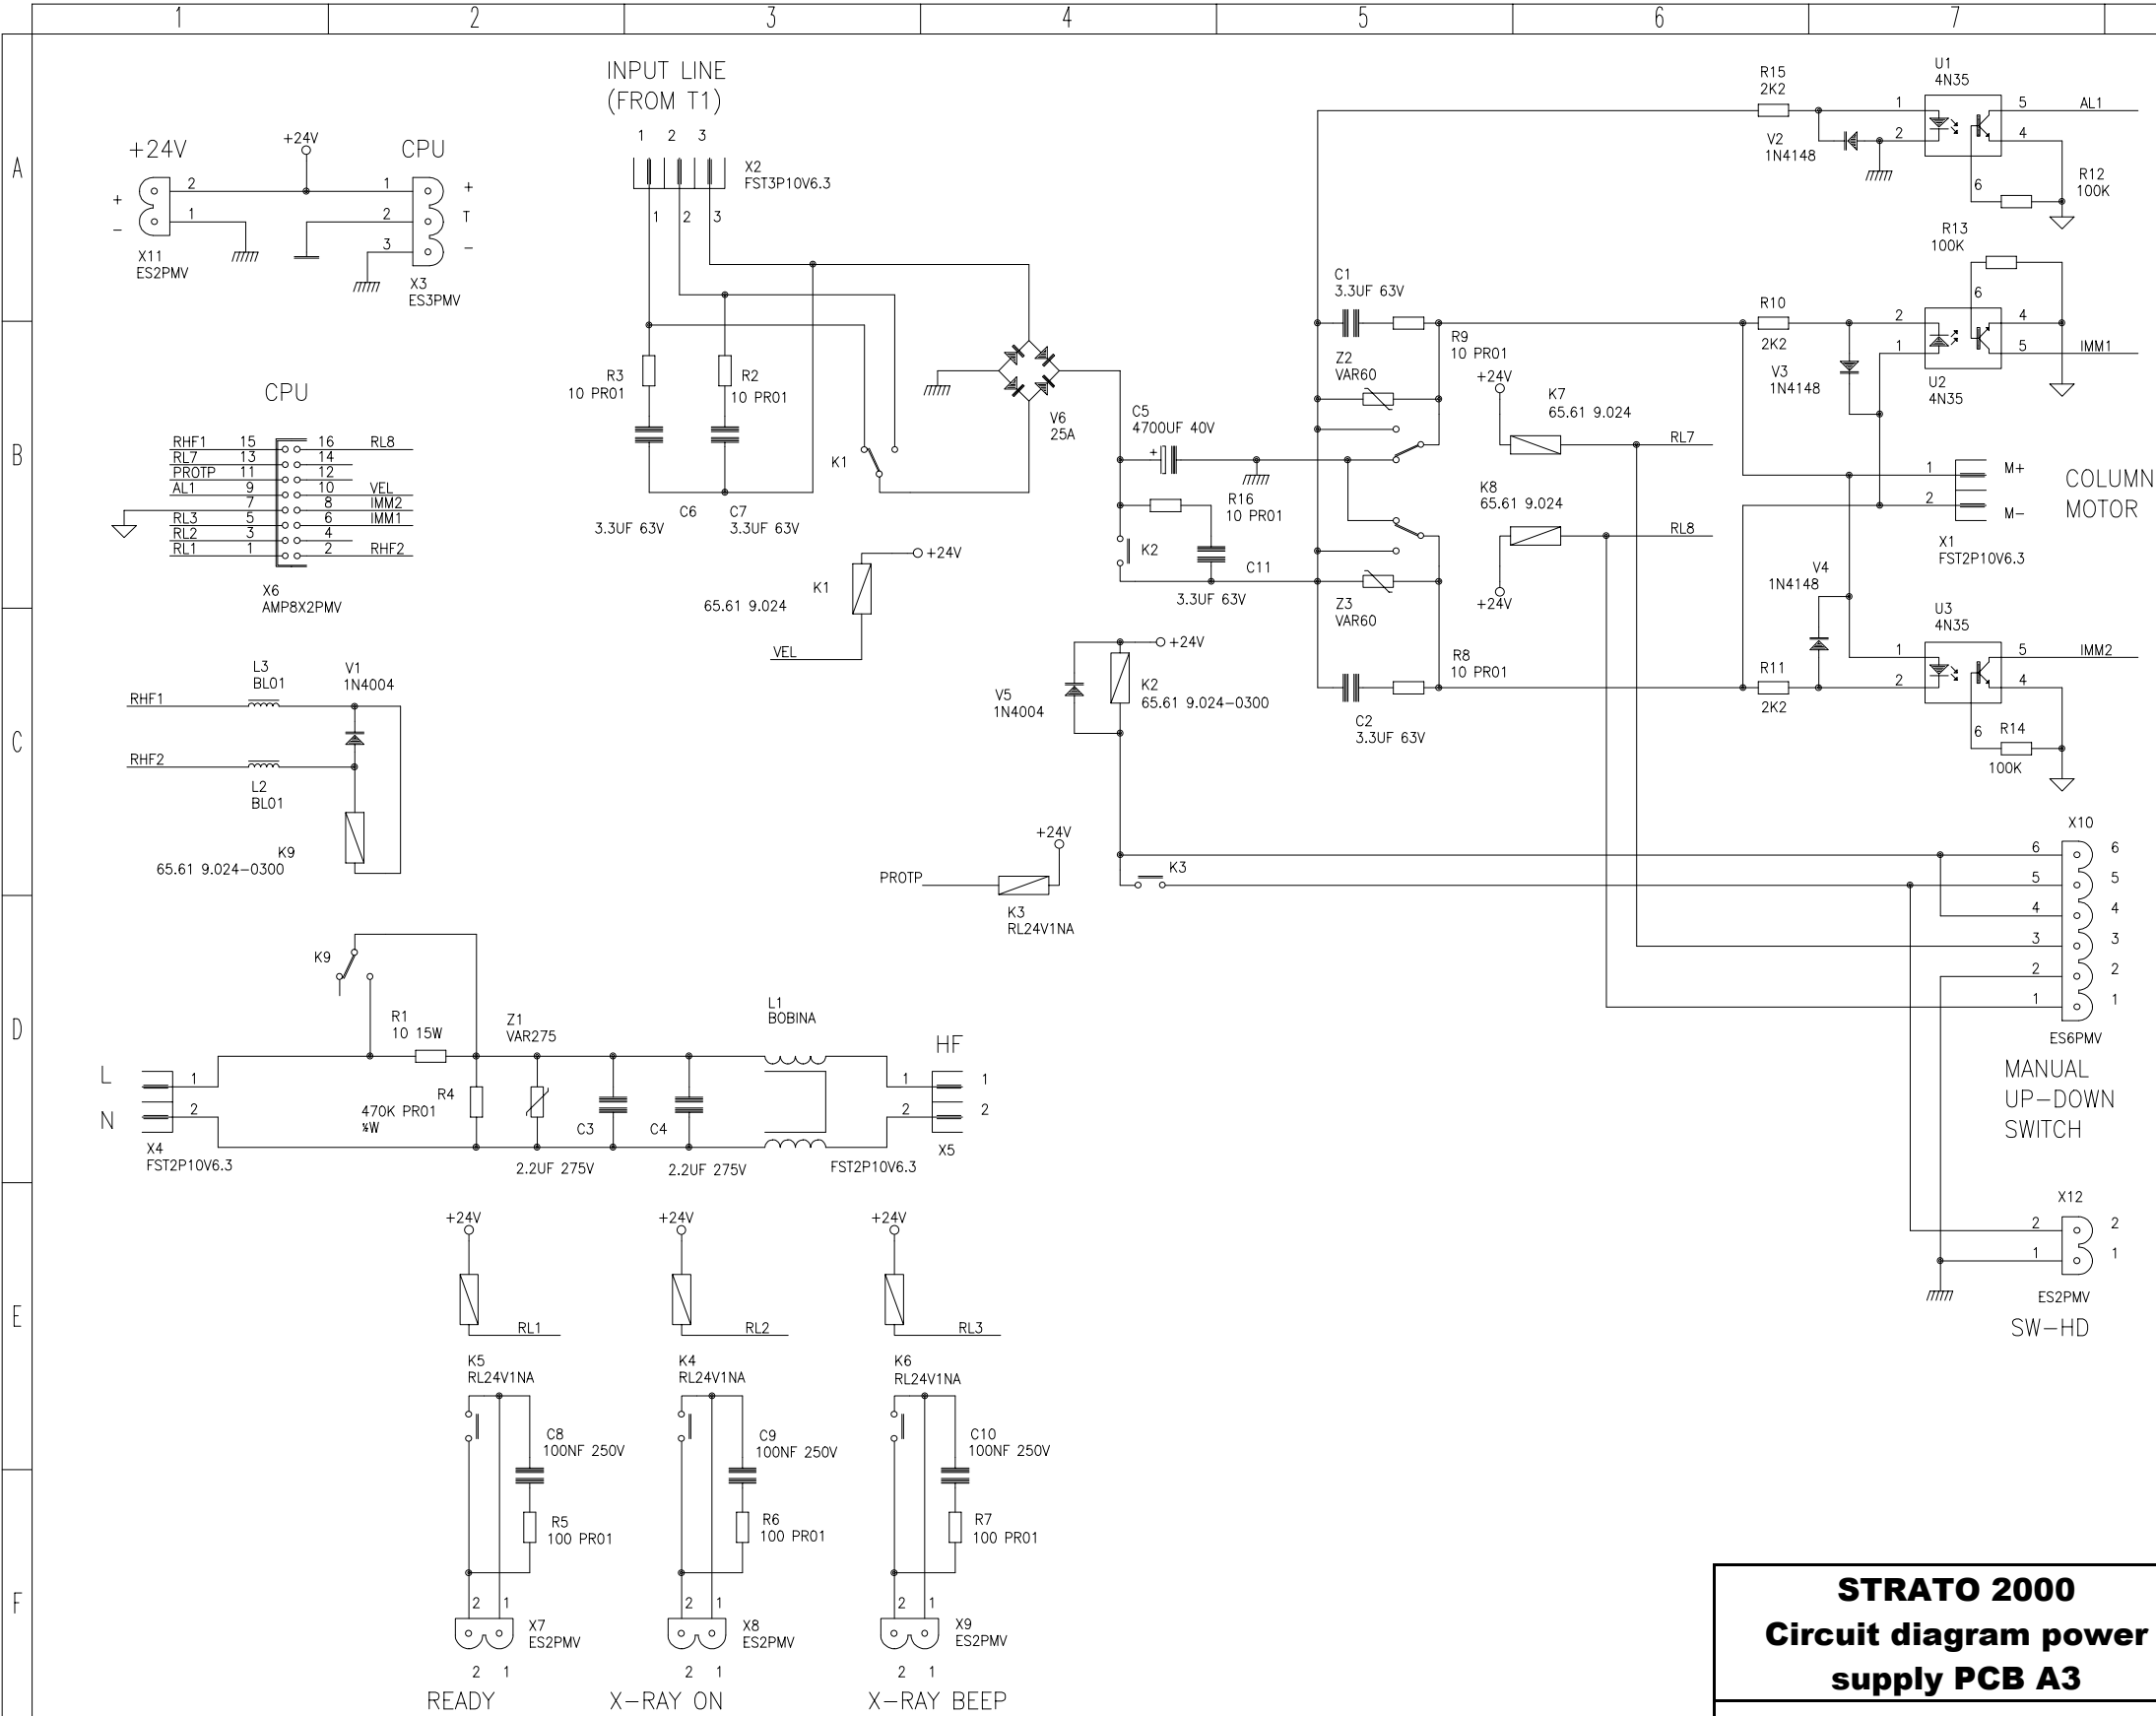 1 2 3 4 5 6 7
A
B
C
D
E
F
INPUT LINE
(FROM T1)
1 2 3
X2
FST3P10V6.3
1 2 3
+24V
+24V
CPU
+
-
2
1
X11
ES2PMV
1
2
3
+
T
-
X3
ES3PMV
CPU
RHF1 15 16 RL8
RL7 13 14
PROTP 11 12
AL1 9 10 VEL
7 8 IMM2
RL3 5 6 IMM1
RL2 3 4
RL1 1 2 RHF2
X6
AMP8X2PMV
R3
10 PR01
R2
10 PR01
C6
3.3UF 63V
C7
3.3UF 63V
K1
V6
25A
K1
65.61 9.024
+24V
VEL
C5
4700UF 40V
+
R16
10 PR01
K2
C11
3.3UF 63V
C1
3.3UF 63V
R9
10 PR01
Z2
VAR60
Z3
VAR60
R8
10 PR01
C2
3.3UF 63V
+24V
K7
65.61 9.024
RL7
K8
65.61 9.024
RL8
+24V
R15
2K2
V2
1N4148
U1
4N35
1
2
5
4
6
AL1
R12
100K
R13
100K
R10
2K2
V3
1N4148
U2
4N35
2
1
6
4
5
IMM1
1
2
M+
M-
COLUMN
MOTOR
X1
FST2P10V6.3
V4
1N4148
U3
4N35
1
2
5
4
6
IMM2
R11
2K2
R14
100K
L3
BL01
V1
1N4004
RHF1
RHF2
L2
BL01
K9
65.61 9.024-0300
V5
1N4004
+24V
K2
65.61 9.024-0300
+24V
PROTP
K3
RL24V1NA
K3
X10
6 6
5 5
4 4
3 3
2 2
1 1
ES6PMV
MANUAL
UP-DOWN
SWITCH
X12
2 2
1 1
ES2PMV
SW-HD
K9
R1
10 15W
Z1
VAR275
L1
BOBINA
HF
L
N
1
2
X4
FST2P10V6.3
R4
470K PR01
C3
2.2UF 275V
C4
2.2UF 275V
1 1
2 2
X5
FST2P10V6.3
+24V +24V +24V
RL1 RL2 RL3
K5
RL24V1NA
K4
RL24V1NA
K6
RL24V1NA
C8
100NF 250V
C9
100NF 250V
C10
100NF 250V
R5
100 PR01
R6
100 PR01
R7
100 PR01
2 1 2 1 2 1
X7
ES2PMV
X8
ES2PMV
X9
ES2PMV
2 1 2 1 2 1
READY X-RAY ON X-RAY BEEP
STRATO 2000
Circuit diagram power
supply PCB A3